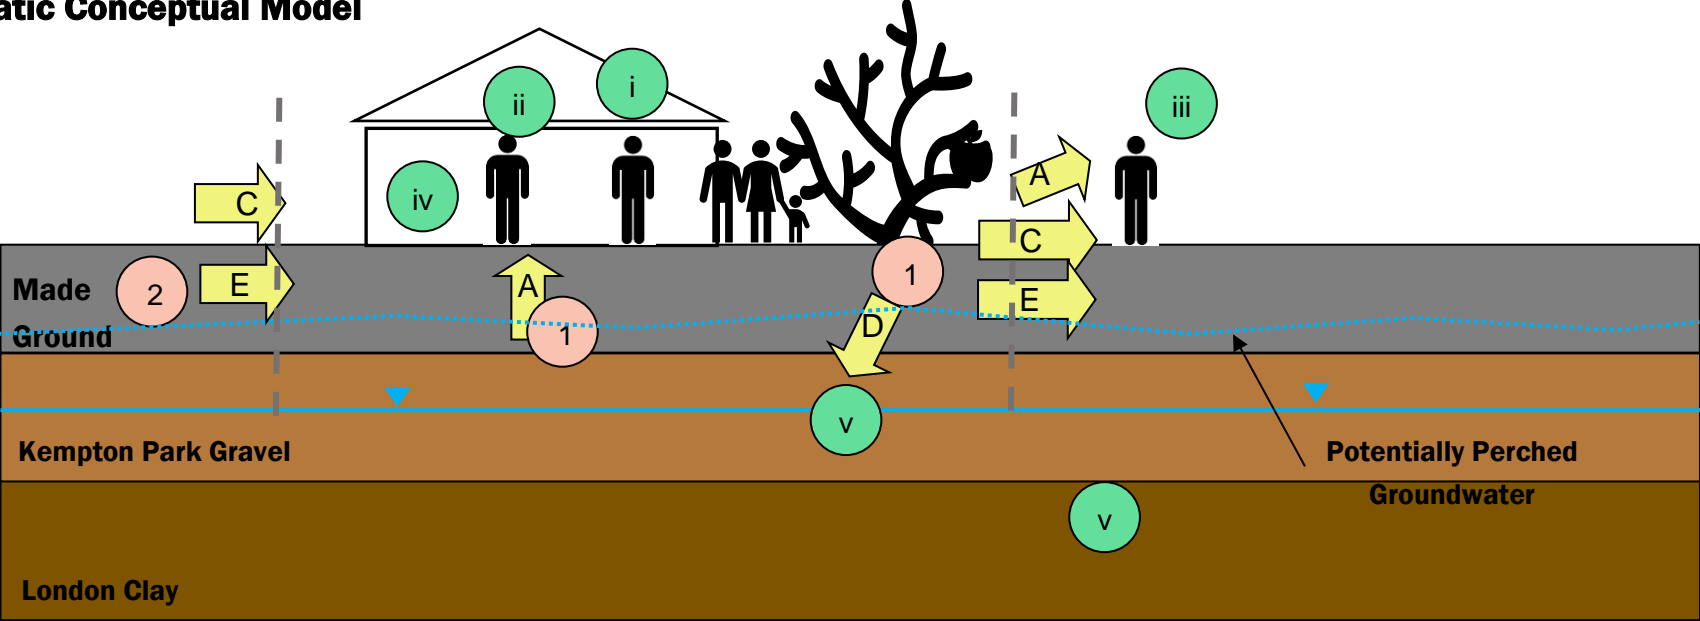 atic Conceptual Model
i
ii
iii
iv
A
C
C
Made
2
E
A
1
1
E
D
Ground
v
Kempton Park Gravel
Potentially Perched
Groundwater
v
London Clay